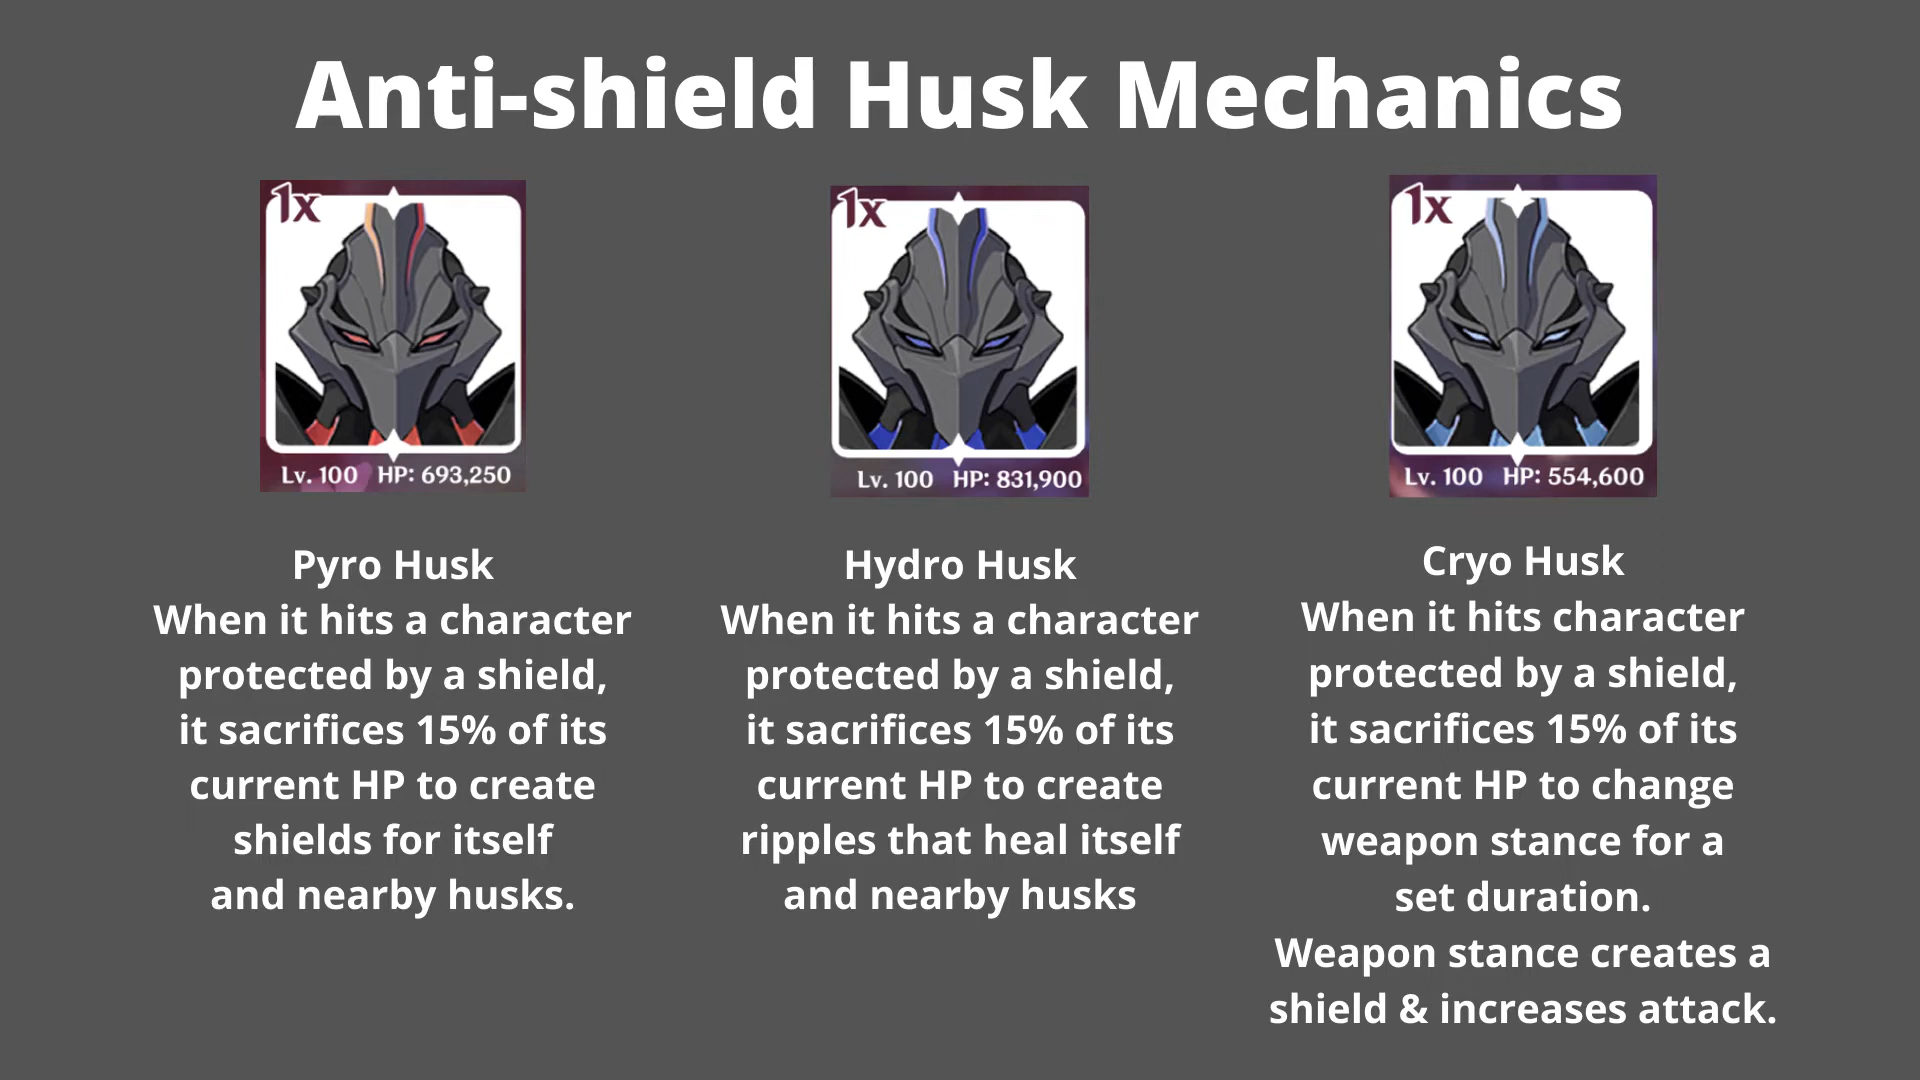 Anti-shield Husk Mechanics
1x
Lv. 100 HP: 693,250
Pyro Husk
When it hits a character
protected by a shield,
it sacrifices 15% of its
current HP to create
shields for itself
and nearby husks.
1x
Lv. 100 HP: 831,900
Hydro Husk
When it hits a character
protected by a shield,
it sacrifices 15% of its
current HP to create
ripples that heal itself
and nearby husks
1x
Lv. 100 HP: 554,600
Cryo Husk
When it hits character
protected by a shield,
it sacrifices 15% of its
current HP to change
weapon stance for a
set duration.
Weapon stance creates a
shield & increases attack.